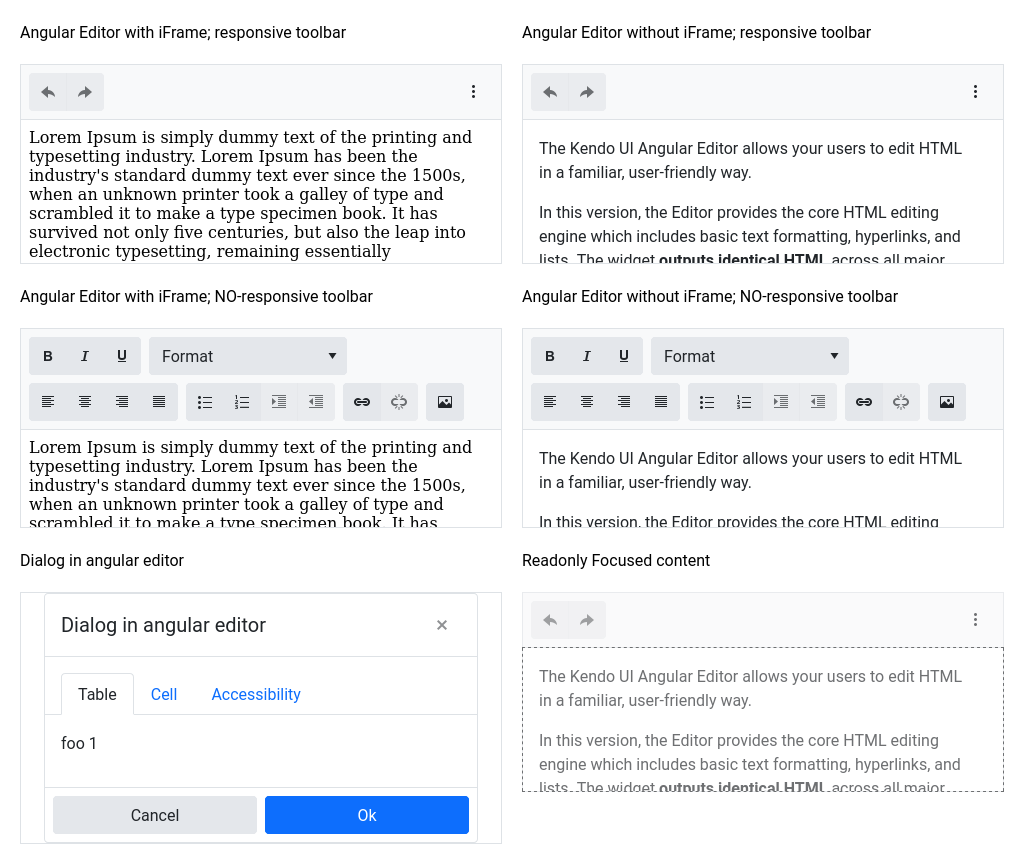 Angular Editor with iFrame; responsive toolbar
Lorem Ipsum is simply dummy text of the printing and
typesetting industry. Lorem Ipsum has been the
industry's standard dummy text ever since the 1500s,
when an unknown printer took a galley of type and
scrambled it to make a type specimen book. It has
survived not only five centuries, but also the leap into
electronic typesetting, remaining essentially
Angular Editor without iFrame; responsive toolbar
The Kendo UI Angular Editor allows your users to edit HTML
in a familiar, user-friendly way.
In this version, the Editor provides the core HTML editing
engine which includes basic text formatting, hyperlinks, and
lists. The widget outputs identical HTML across all major
Angular Editor with iFrame; NO-responsive toolbar
B I U Format
Lorem Ipsum is simply dummy text of the printing and
typesetting industry. Lorem Ipsum has been the
industry's standard dummy text ever since the 1500s,
when an unknown printer took a galley of type and
scrambled it to make a type specimen book. It has
Angular Editor without iFrame; NO-responsive toolbar
B I U Format
The Kendo UI Angular Editor allows your users to edit HTML
in a familiar, user-friendly way.
In this version, the Editor provides the core HTML editing
Dialog in angular editor
Dialog in angular editor ×
Table Cell Accessibility
foo 1
Cancel Ok
Readonly Focused content
The Kendo UI Angular Editor allows your users to edit HTML
in a familiar, user-friendly way.
In this version, the Editor provides the core HTML editing
engine which includes basic text formatting, hyperlinks, and
lists. The widget outputs identical HTML across all major